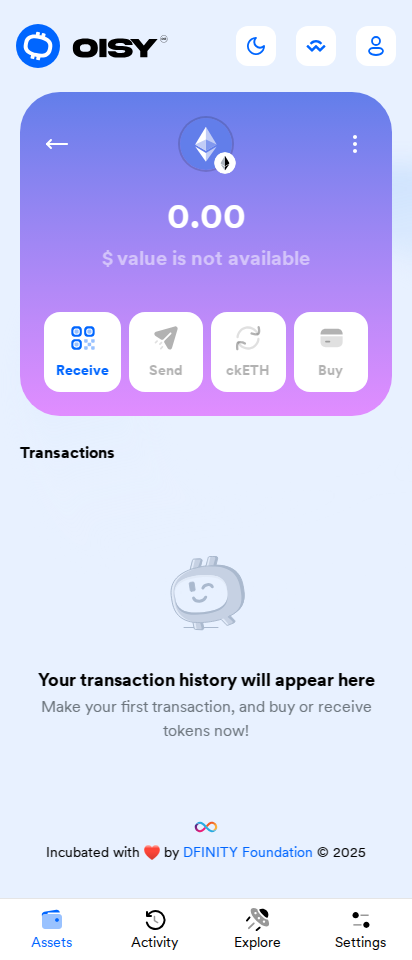 OISY
0.00
$ value is not available
Receive
Send
ckETH
Buy
Transactions
Your transaction history will appear here
Make your first transaction, and buy or receive
tokens now!
Incubated with ❤️ by DFINITY Foundation © 2025
Assets
Activity
Explore
Settings